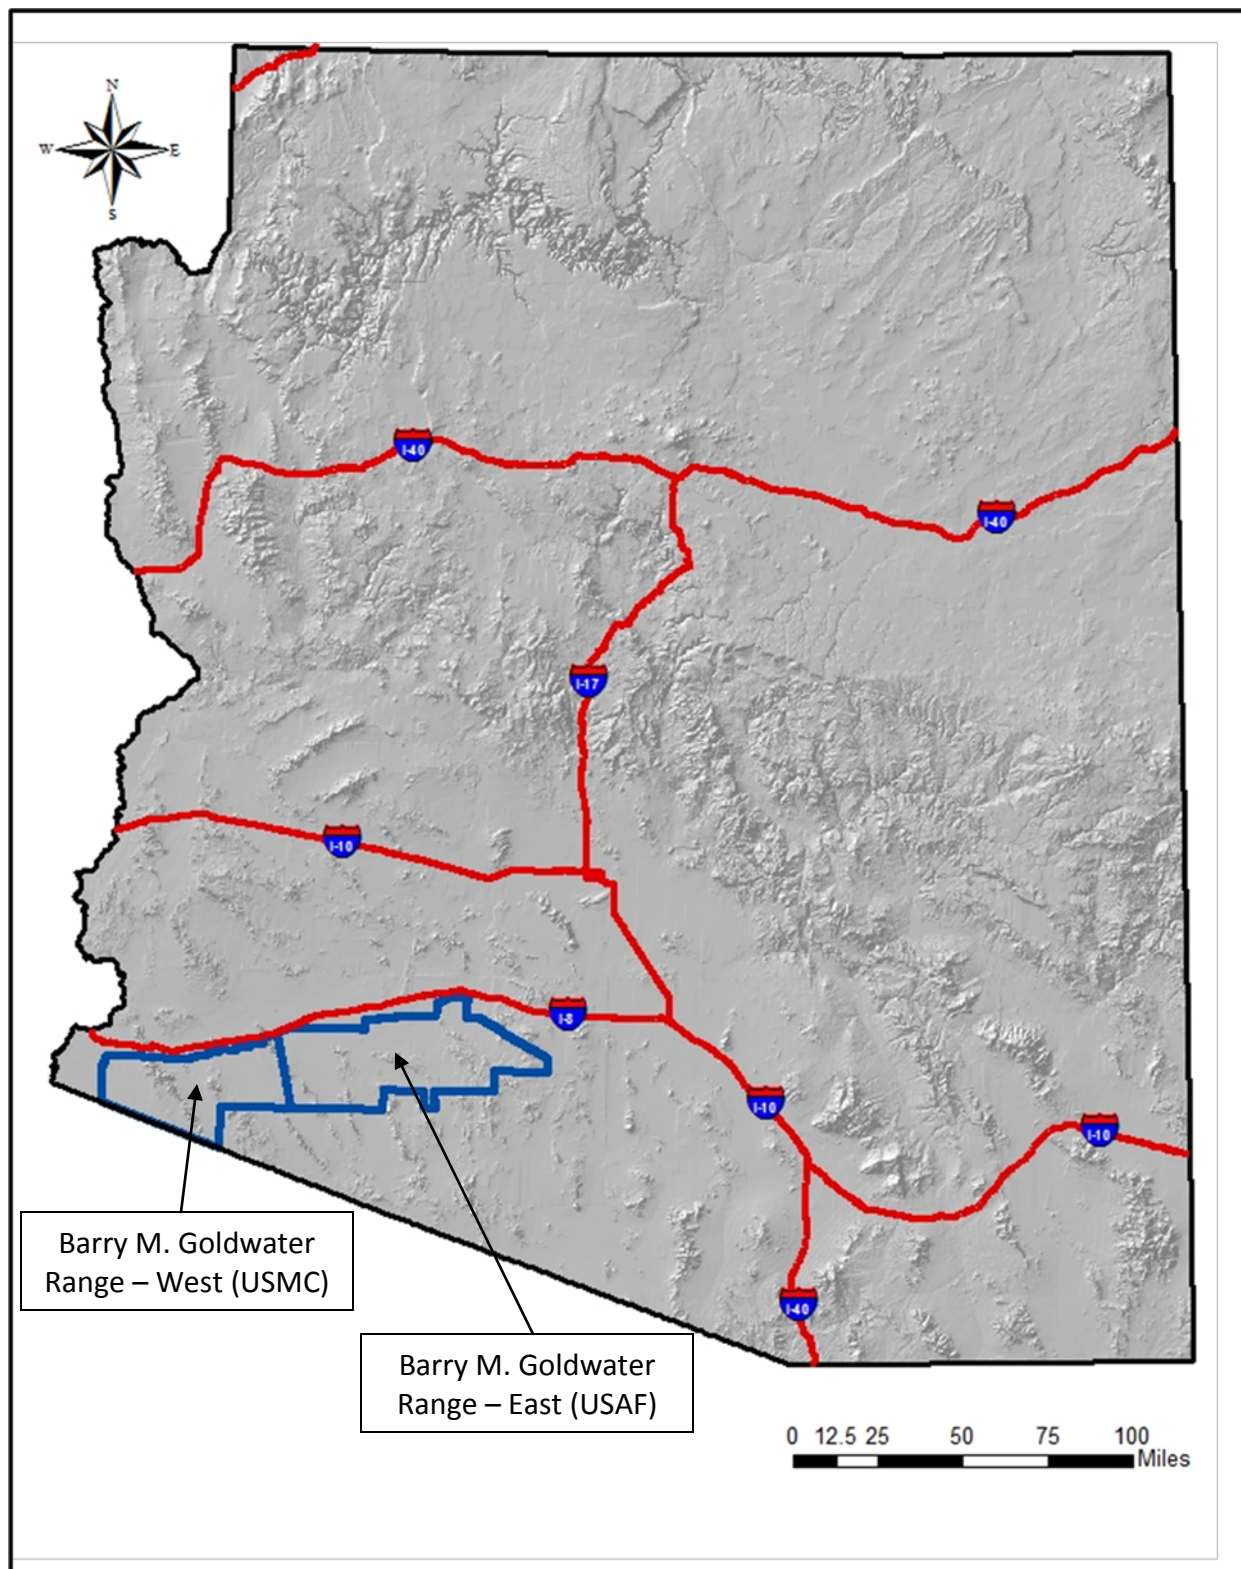 N
W E
S
I-40
I-40
I-17
I-10
I-8
I-10
I-10
Barry M. Goldwater
Range – West (USMC)
I-40
Barry M. Goldwater
Range – East (USAF)
0 12.5 25 50 75 100
Miles